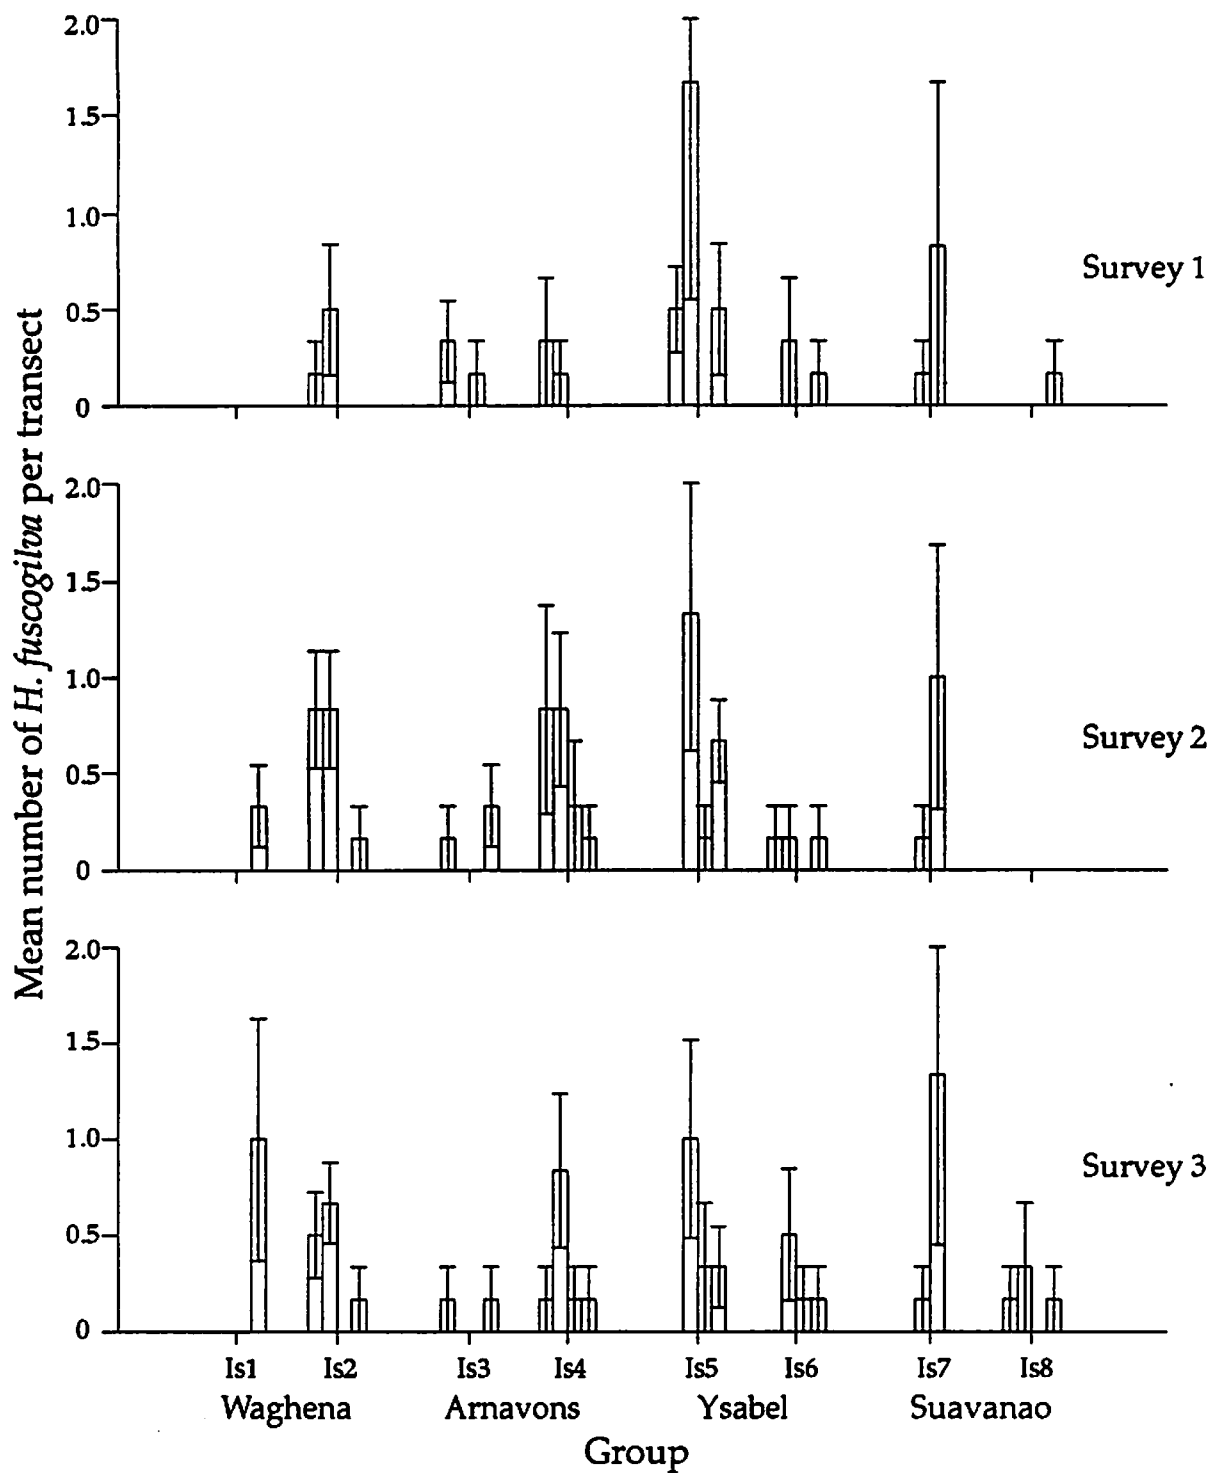 Mean number of H. fuscogilva per transect
2.0
1.5
1.0
0.5
0
Survey 1
2.0
1.5
1.0
0.5
0
Survey 2
2.0
1.5
1.0
0.5
0
Survey 3
Is1 Is2 Is3 Is4 Is5 Is6 Is7 Is8
Waghena Arnavons Ysabel Suavanao
Group